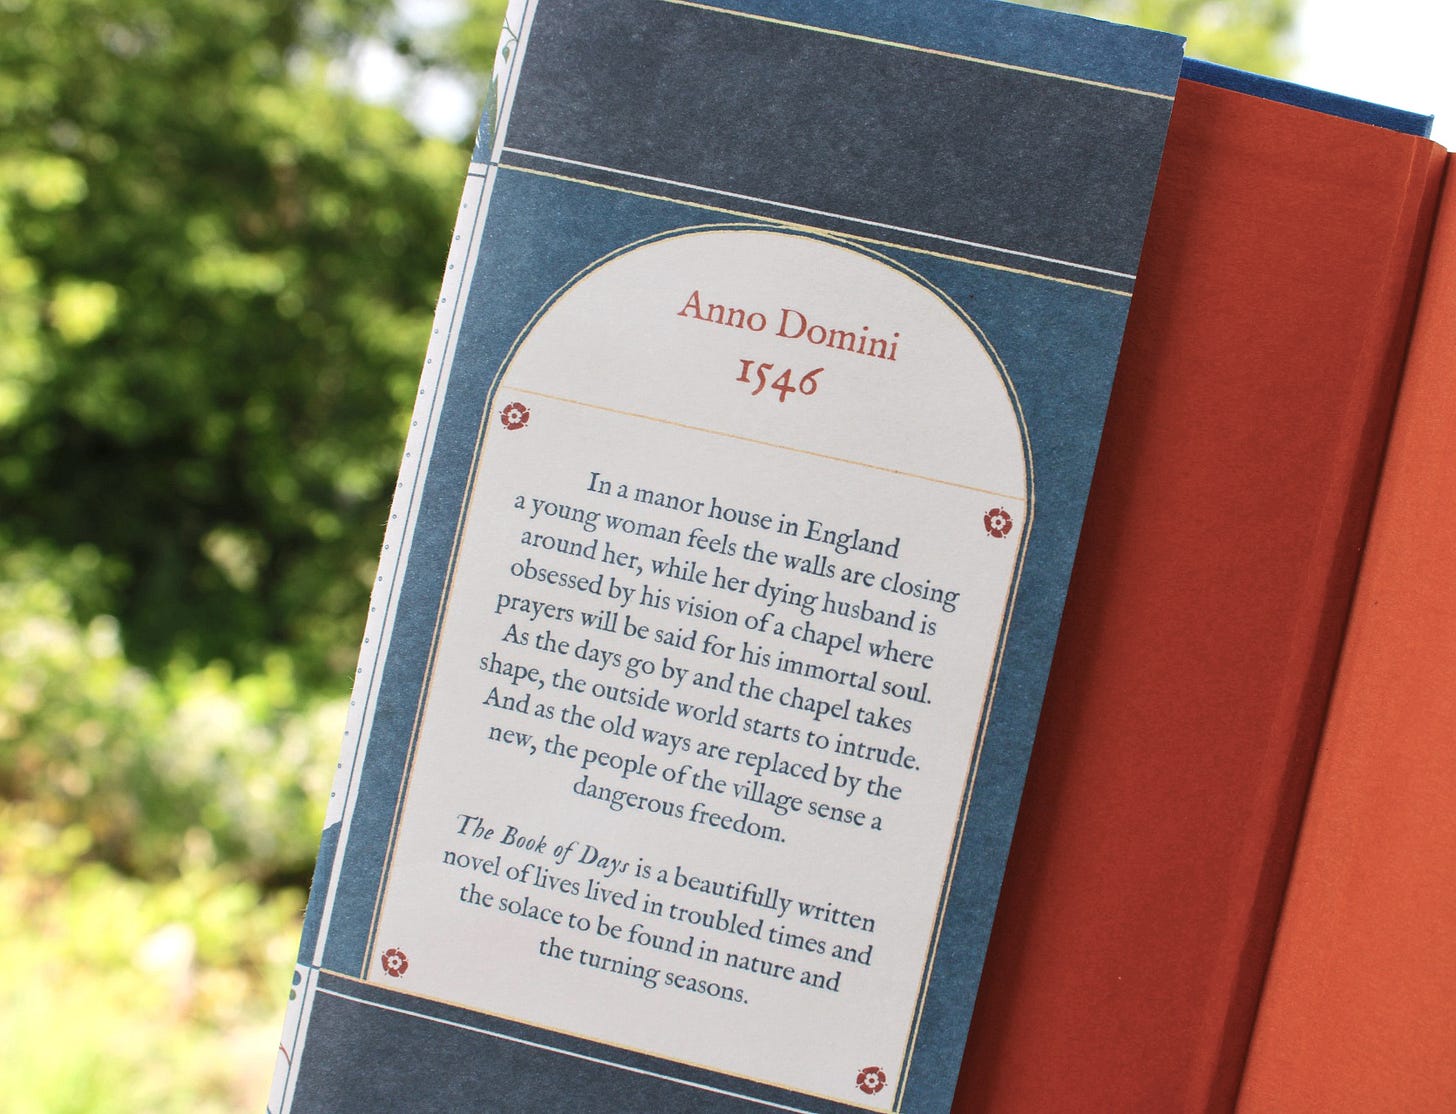 Anno Domini
1546
In a manor house in England
a young woman feels the walls are closing
around her, while her dying husband is
obsessed by his vision of a chapel where
prayers will be said for his immortal soul.
As the days go by and the chapel takes
shape, the outside world starts to intrude.
And as the old ways are replaced by the
new, the people of the village sense a
dangerous freedom.
The Book of Days is a beautifully written
novel of lives lived in troubled times and
the solace to be found in nature and
the turning seasons.